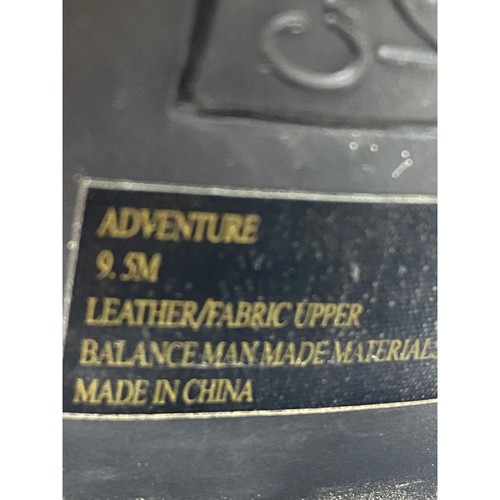 ADVENTURE
9.5M
LEATHER/FABRIC UPPER
BALANCE MAN MADE MATERIALS
MADE IN CHINA